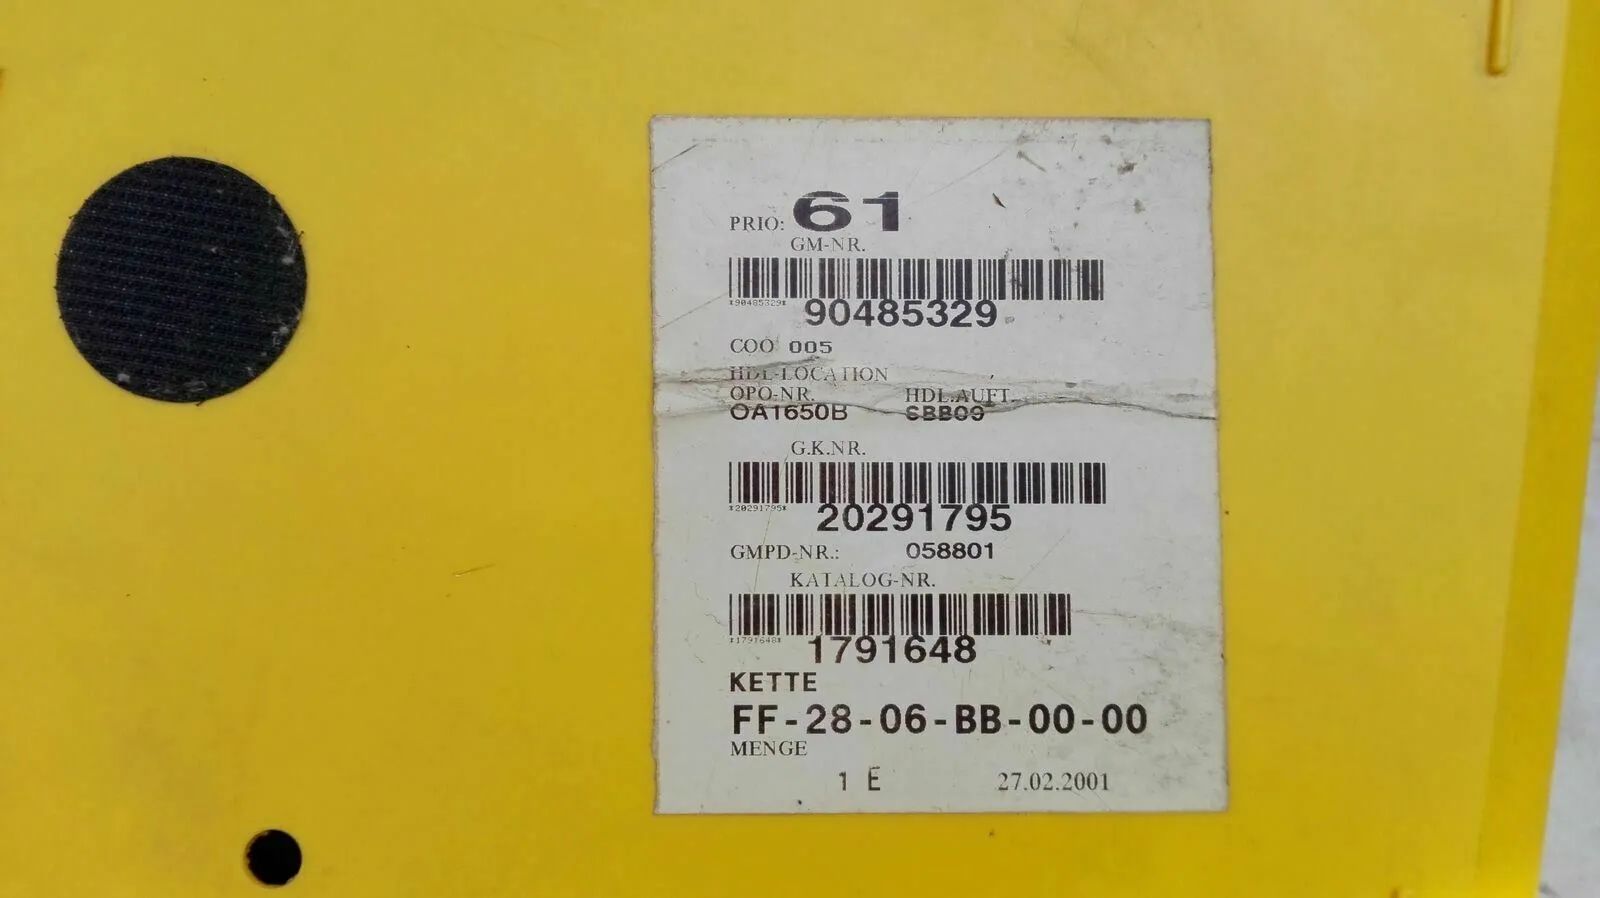 PRIO: 61
GM-NR.
*90485329*
90485329
COO 005
HDL-LOCATION
OPO-NR. HDL.AUFT.
OA1650B SBB09
G.K.NR.
*20291795*
20291795
GMPD-NR.: 058801
KATALOG-NR.
*1791648*
1791648
KETTE
FF-28-06-BB-00-00
MENGE
1 E 27.02.2001